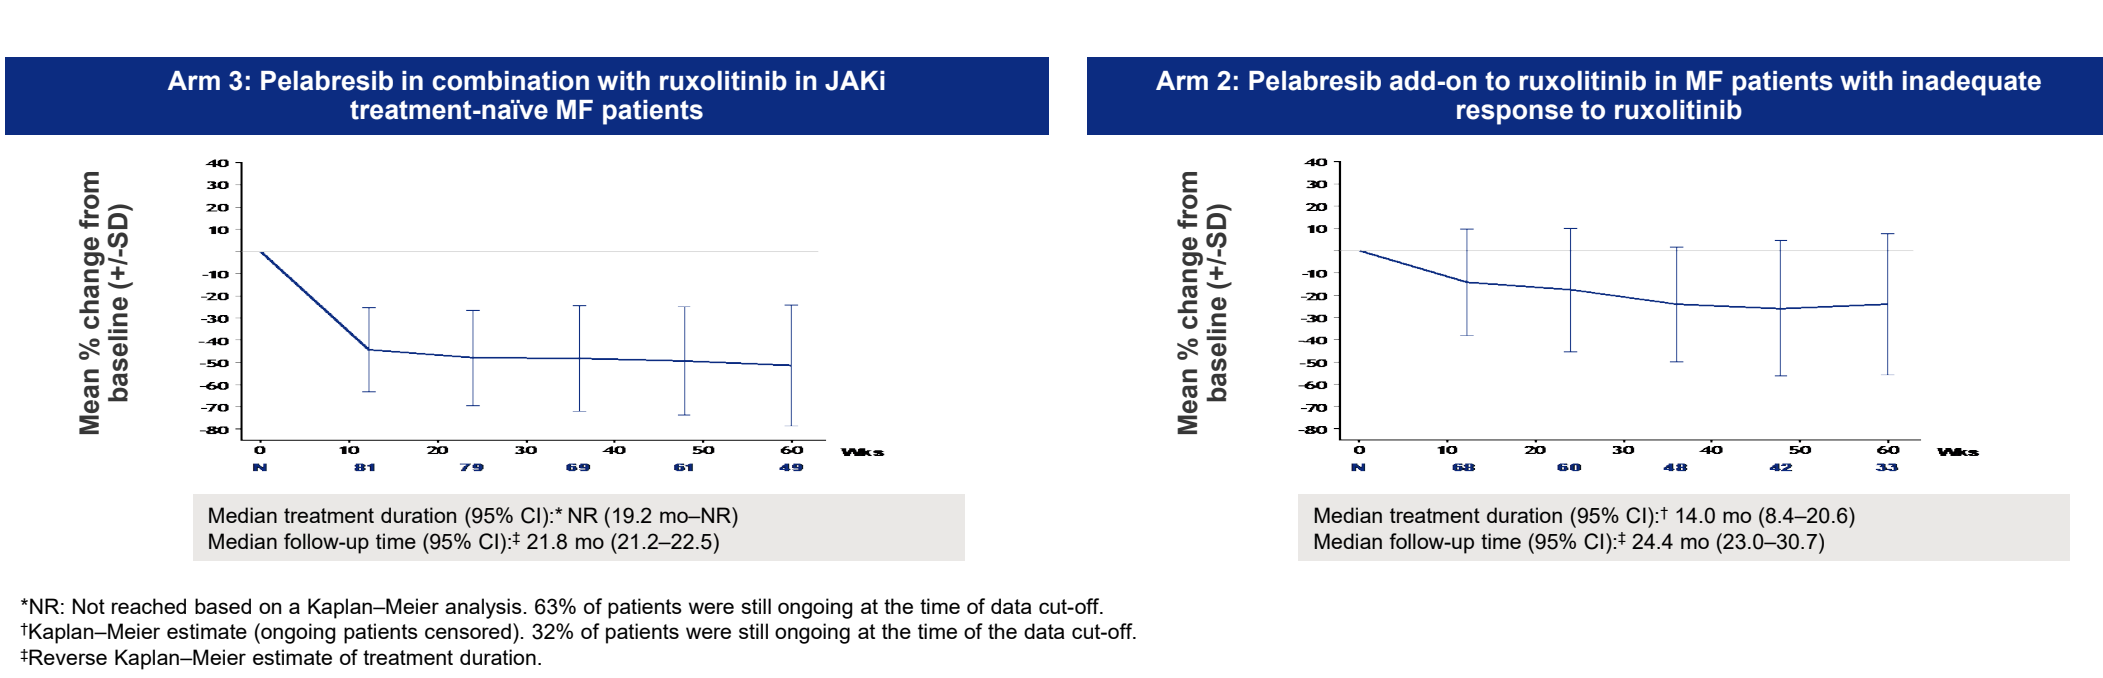 Arm 3: Pelabresib in combination with ruxolitinib in JAKi
treatment-naïve MF patients
Mean % change from
baseline (+/-SD)
40
30
20
10
-10
-20
-30
-40
-50
-60
-70
-80
0 10 20 30 40 50 60 Wks
N 81 79 69 61 49
Median treatment duration (95% CI):* NR (19.2 mo–NR)
Median follow-up time (95% CI):‡ 21.8 mo (21.2–22.5)
Arm 2: Pelabresib add-on to ruxolitinib in MF patients with inadequate
response to ruxolitinib
Mean % change from
baseline (+/-SD)
40
30
20
10
-10
-20
-30
-40
-50
-60
-70
-80
0 10 20 30 40 50 60 Wks
N 68 60 48 42 33
Median treatment duration (95% CI):† 14.0 mo (8.4–20.6)
Median follow-up time (95% CI):‡ 24.4 mo (23.0–30.7)
*NR: Not reached based on a Kaplan–Meier analysis. 63% of patients were still ongoing at the time of data cut-off.
†Kaplan–Meier estimate (ongoing patients censored). 32% of patients were still ongoing at the time of the data cut-off.
‡Reverse Kaplan–Meier estimate of treatment duration.